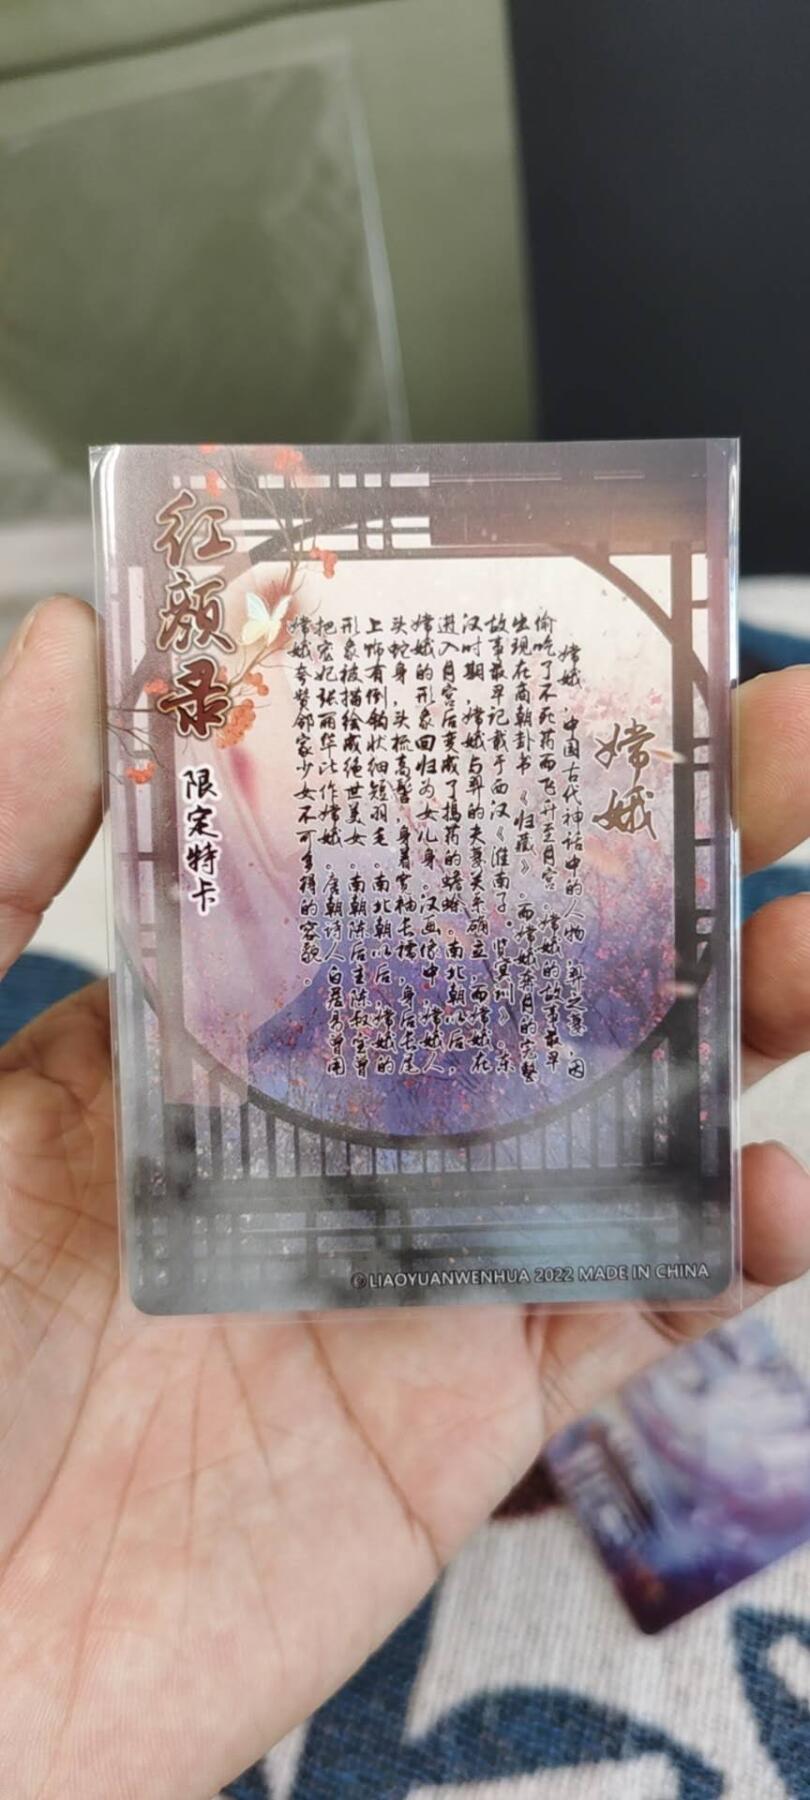 红颜录
限定特卡
嫦娥
嫦娥，中国古代神话中的人物，羿之妻，因
偷吃了不死药而飞升至月宫。嫦娥的故事最早
出现在商朝卦书《归藏》。而嫦娥奔月的完整
故事最早记载于西汉《淮南子·览冥训》。东
汉时期，嫦娥与羿的夫妻关系确立，而嫦娥在
进入月宫后变成了捣药的蟾蜍。南北朝以后，
嫦娥的形象回归为女儿身。汉画像中，嫦娥人
头蛇身，头梳高髻，身着宽袖长襦，身后长尾
上饰有倒钩状细短羽毛。南北朝以后，嫦娥的
形象被描绘成绝世美女。南朝陈后主陈叔宝曾
把宠妃张丽华比作嫦娥。唐朝诗人白居易曾用
嫦娥夸赞邻家少女不可多得的容貌。
©LIAOYUANWENHUA 2022 MADE IN CHINA